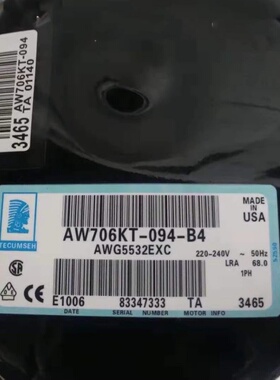 AW706KT-094
3465 TA 01140
MADE IN
USA
TECUMSEH
AW706KT-094-B4
AWG5532EXC
220-240V ~ 50Hz
LRA 68.0
1PH
E1006 83347333 TA 3465
DATE SERIAL NUMBER MOTOR INFO